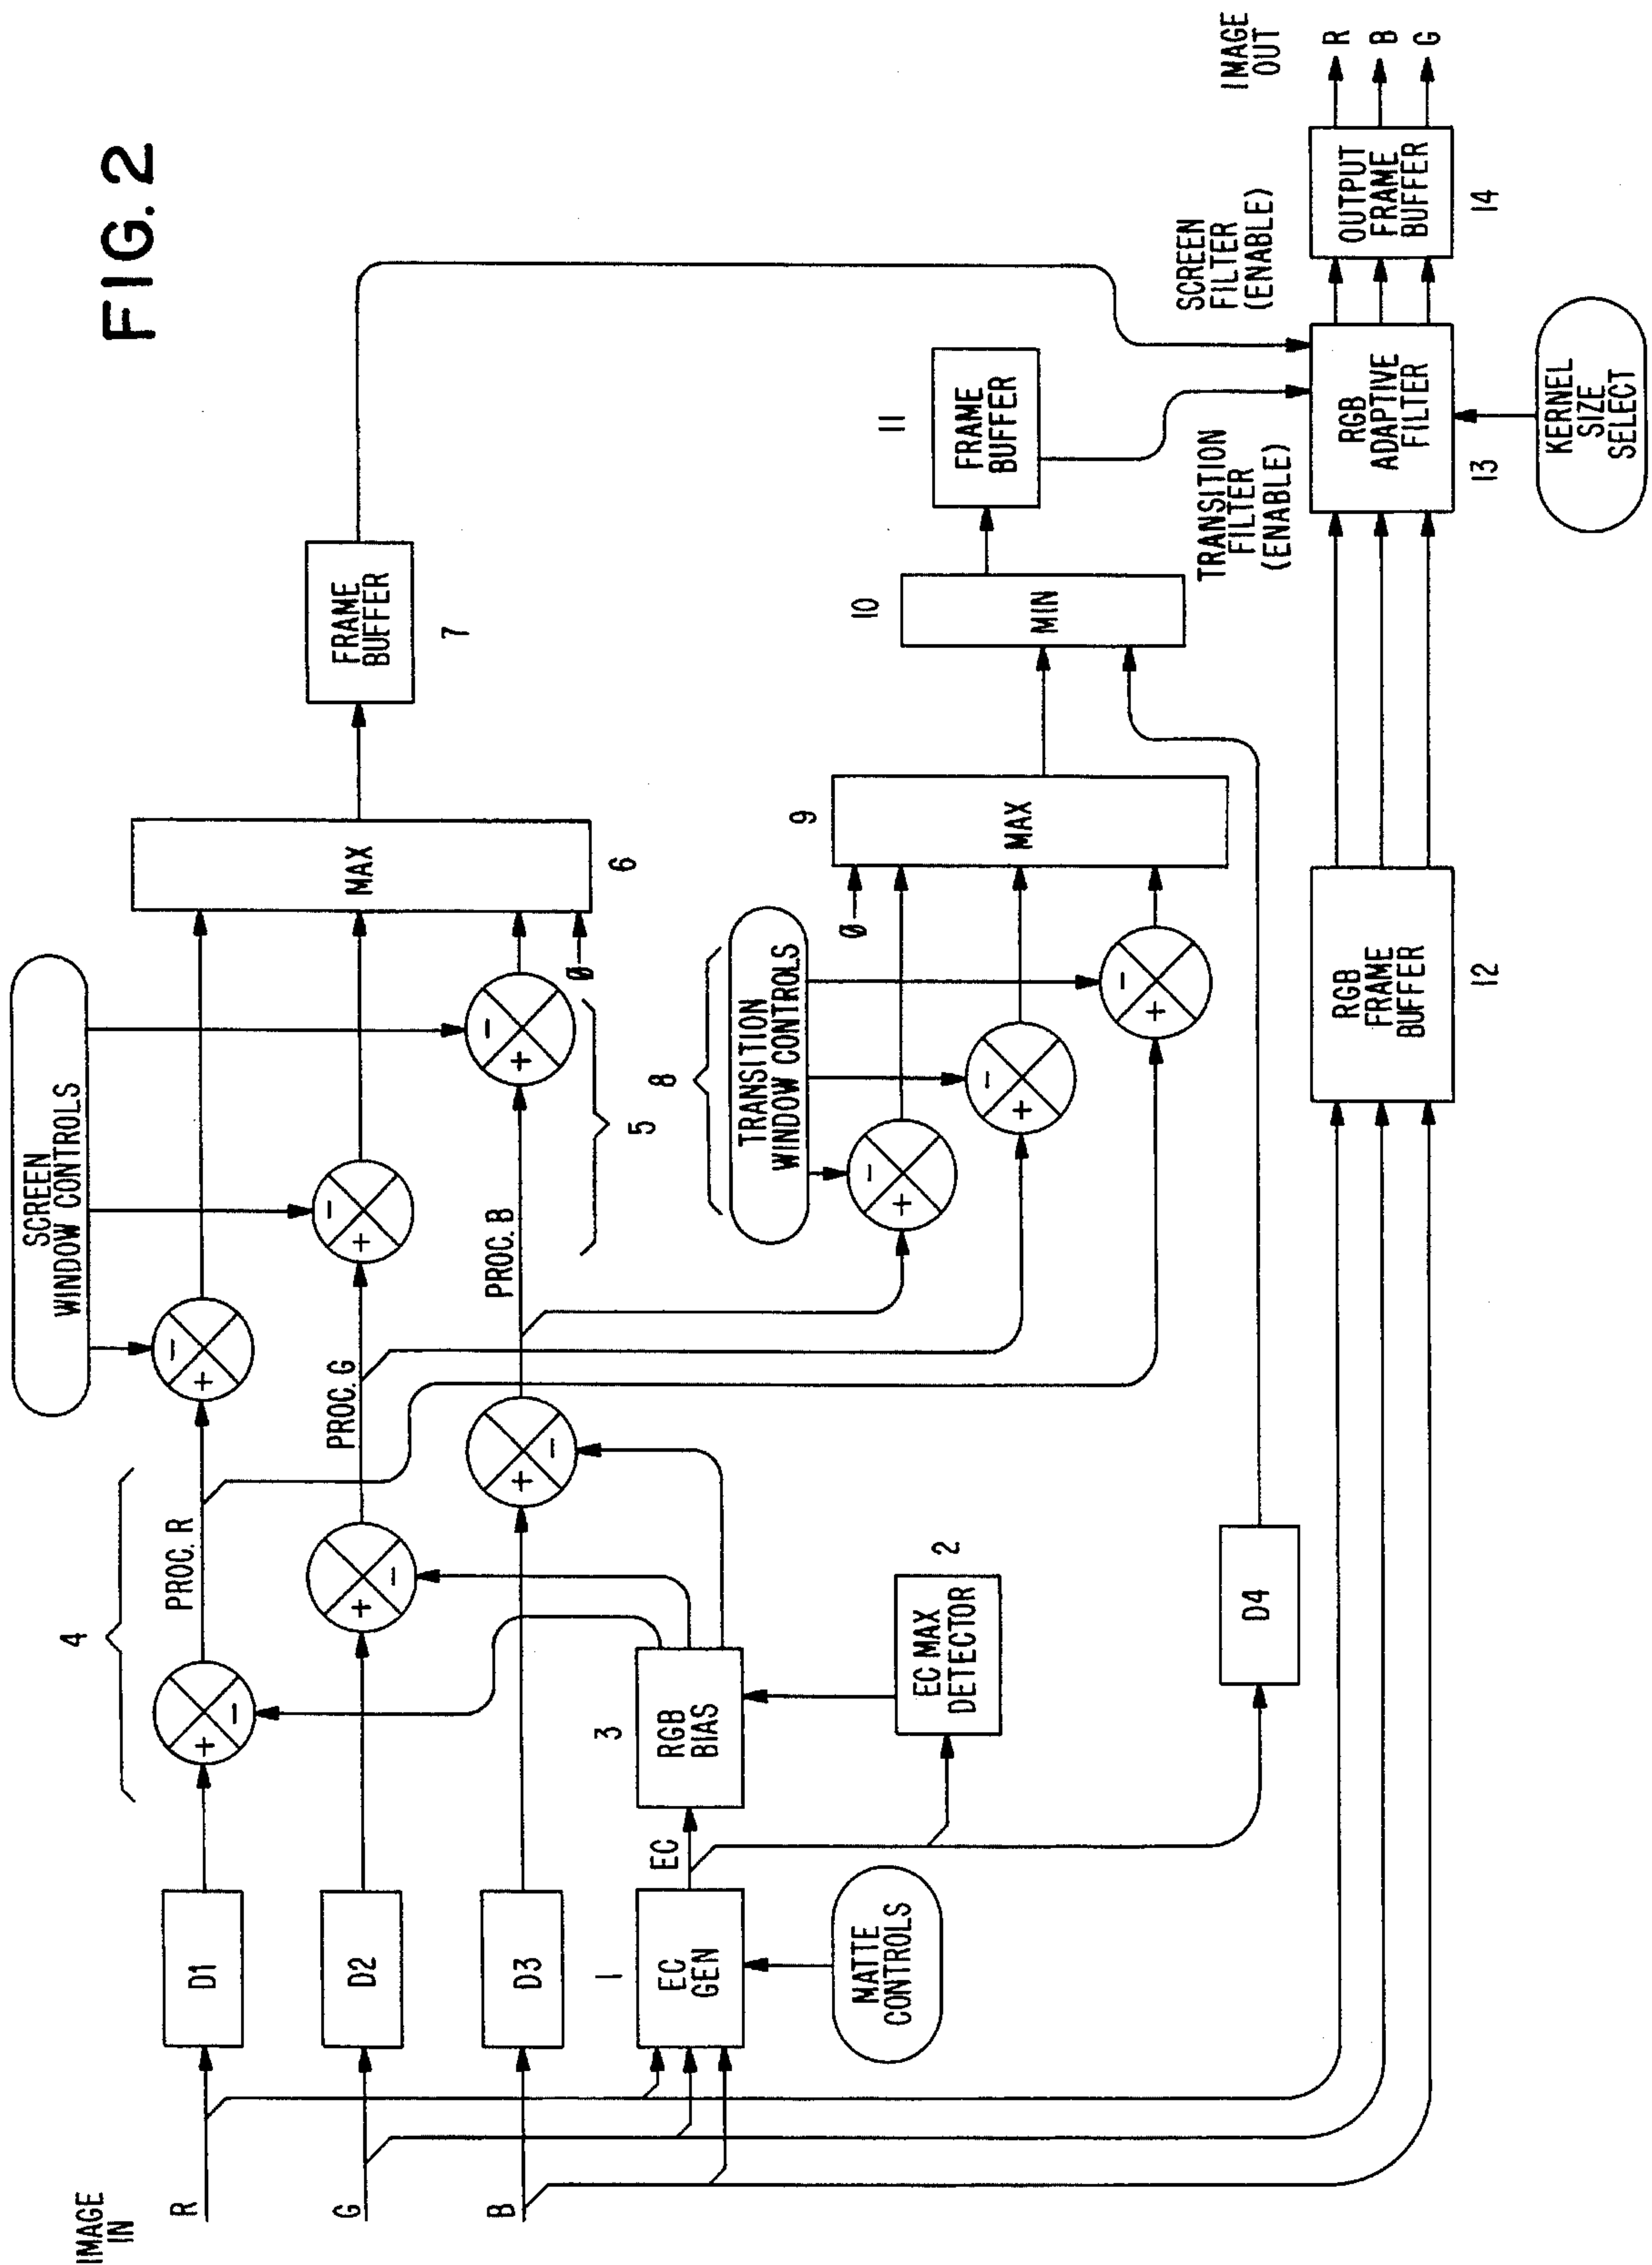 FIG. 2
IMAGE
IN
R
G
B
D1
D2
D3
1
EC
GEN
MATTE
CONTROLS
EC
3
RGB
BIAS
EC MAX
DETECTOR
2
D4
4
+
−
+
−
+
−
PROC. R
PROC. G
PROC. B
SCREEN
WINDOW CONTROLS
+
−
+
−
+
−
5
Ø
MAX
6
FRAME
BUFFER
7
8
TRANSITION
WINDOW CONTROLS
+
−
+
−
+
−
Ø
MAX
9
MIN
10
FRAME
BUFFER
11
SCREEN
FILTER
(ENABLE)
TRANSITION
FILTER
(ENABLE)
RGB
FRAME
BUFFER
12
RGB
ADAPTIVE
FILTER
13
KERNEL
SIZE
SELECT
OUTPUT
FRAME
BUFFER
14
IMAGE
OUT
R
B
G